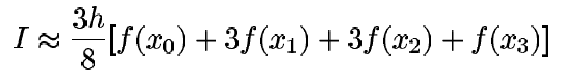 I ≈ 3h/8 [f(x₀) + 3f(x₁) + 3f(x₂) + f(x₃)]